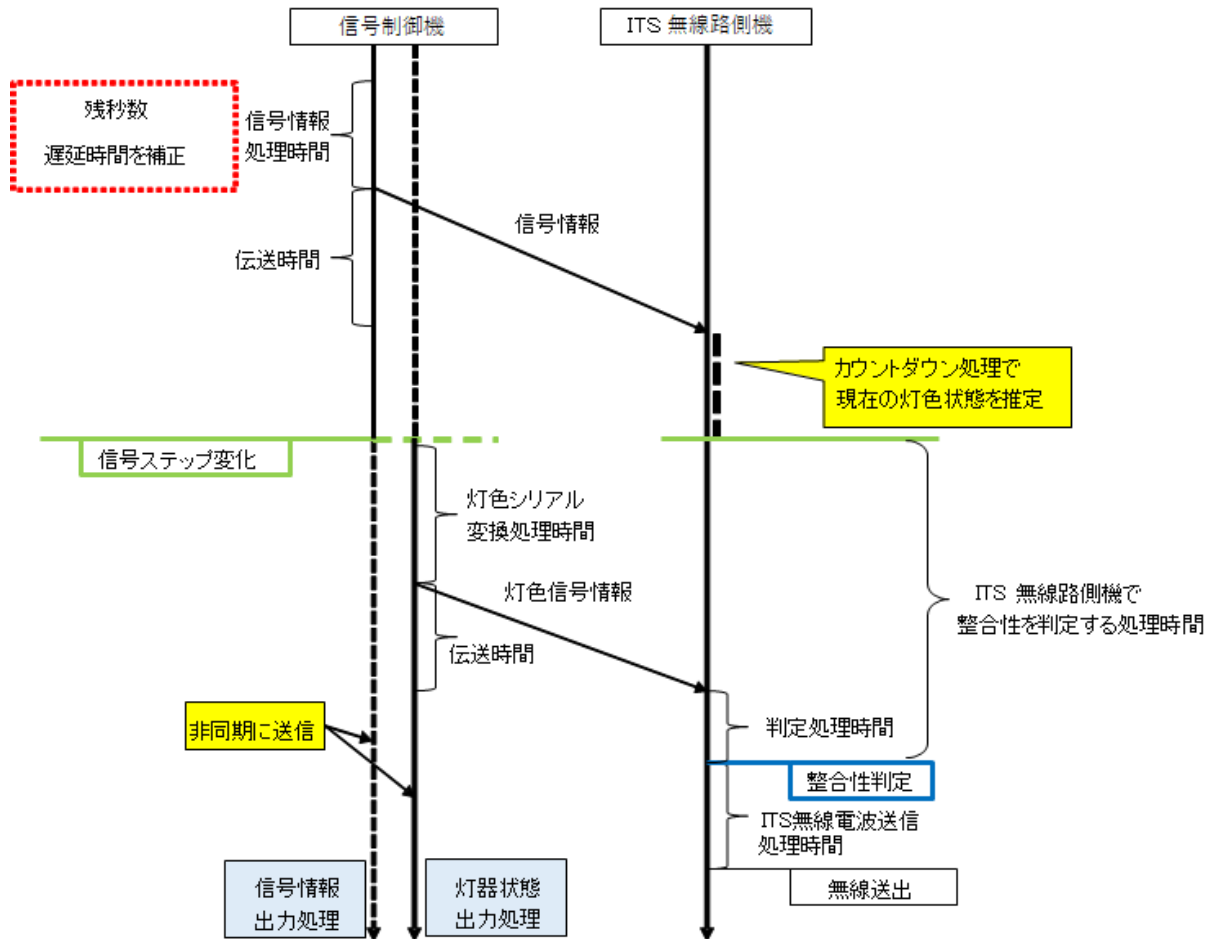 信号制御機
ITS 無線路側機
残秒数
遅延時間を補正
信号情報
処理時間
信号情報
伝送時間
カウントダウン処理で
現在の灯色状態を推定
信号ステップ変化
灯色シリアル
変換処理時間
灯色信号情報
ITS 無線路側機で
整合性を判定する処理時間
伝送時間
非同期に送信
判定処理時間
整合性判定
ITS無線電波送信
処理時間
信号情報
出力処理
灯器状態
出力処理
無線送出